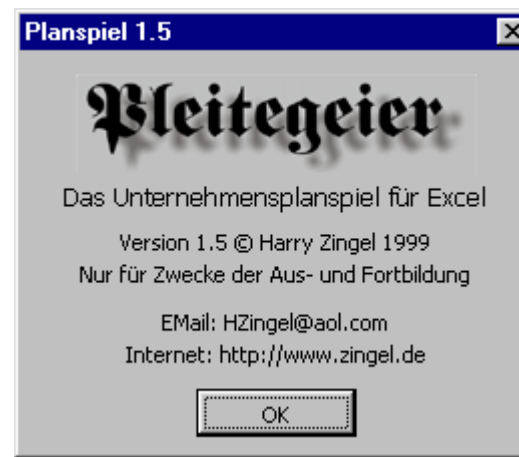 Planspiel 1.5
Pleitegeier
Das Unternehmensplanspiel für Excel
Version 1.5 © Harry Zingel 1999
Nur für Zwecke der Aus- und Fortbildung
EMail: HZingel@aol.com
Internet: http://www.zingel.de
OK